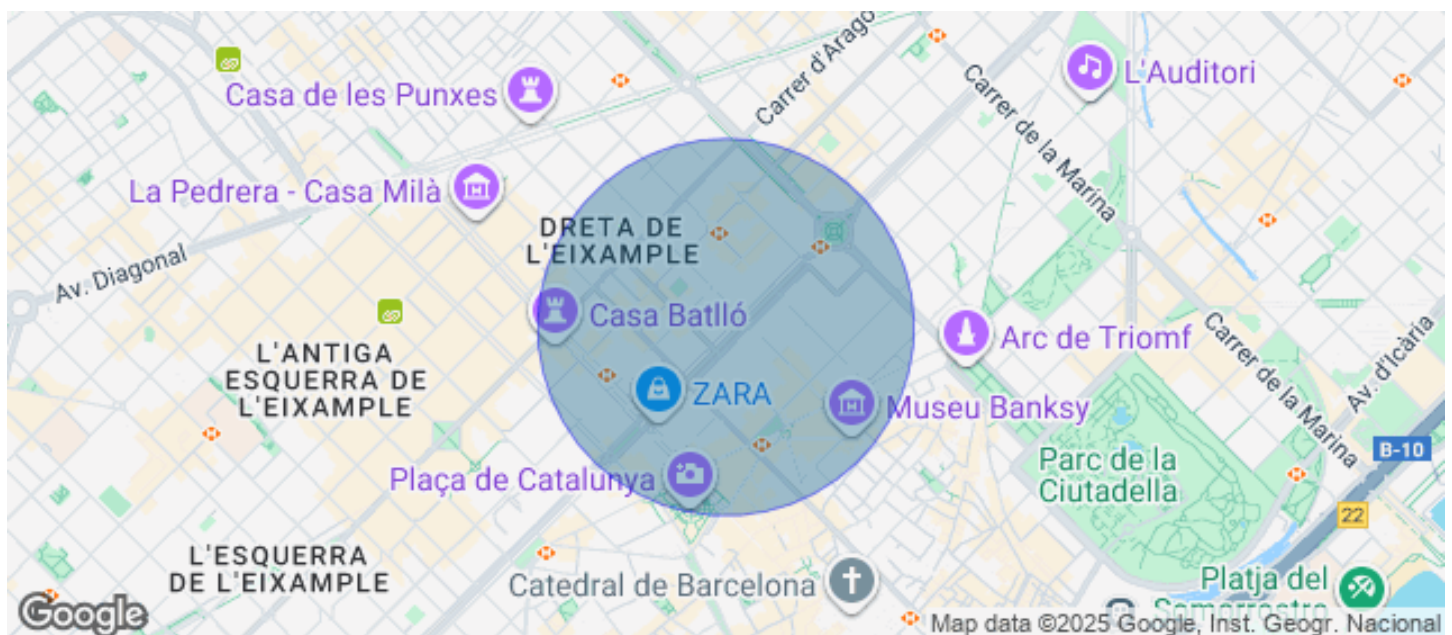 Casa de les Punxes
Carrer d'Arago
L'Auditori
Carrer de la Marina
La Pedrera - Casa Milà
DRETA DE
L'EIXAMPLE
Av. Diagonal
Casa Batlló
Arc de Triomf
Carrer de la Marina
Av. d'Icària
L'ANTIGA
ESQUERRA DE
L'EIXAMPLE
ZARA
Museu Banksy
B-10
Plaça de Catalunya
Parc de la
Ciutadella
22
L'ESQUERRA
DE L'EIXAMPLE
Catedral de Barcelona
Platja del
Somorrostro
Google
Map data ©2025 Google, Inst. Geogr. Nacional